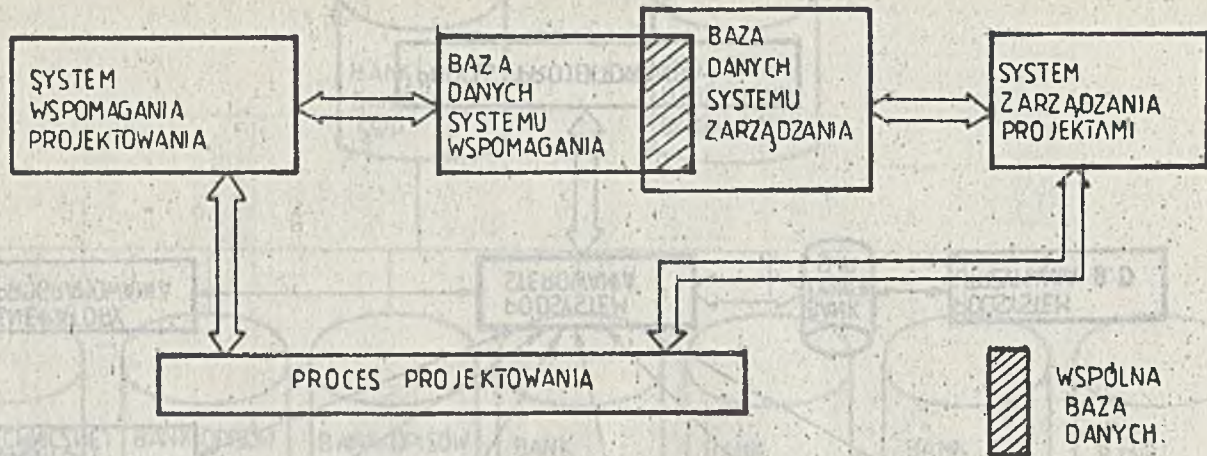 SYSTEM
WSPOMAGANIA
PROJEKTOWANIA
BAZA
DANYCH
SYSTEMU
WSPOMAGANIA
BAZA
DANYCH
SYSTEMU
ZARZĄDZANIA
SYSTEM
ZARZĄDZANIA
PROJEKTAMI
PROCES PROJEKTOWANIA
WSPÓLNA
BAZA
DANYCH.